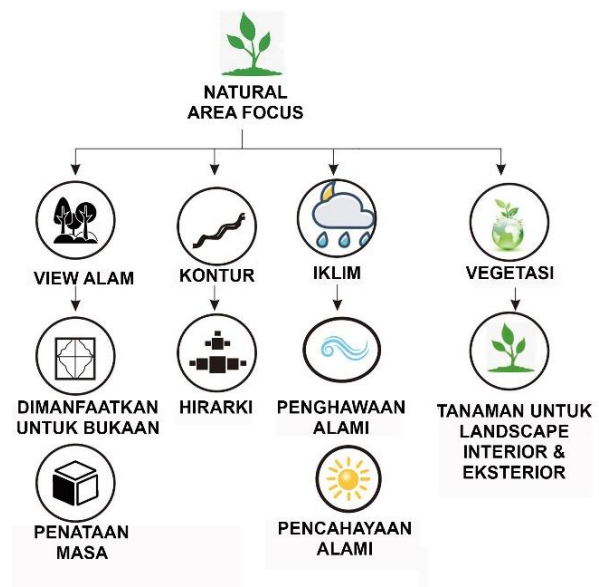 NATURAL
AREA FOCUS
VIEW ALAM
KONTUR
IKLIM
VEGETASI
DIMANFAATKAN
UNTUK BUKAAN
HIRARKI
PENGHAWAAN
ALAMI
TANAMAN UNTUK
LANDSCAPE
INTERIOR &
EKSTERIOR
PENATAAN
MASA
PENCAHAYAAN
ALAMI